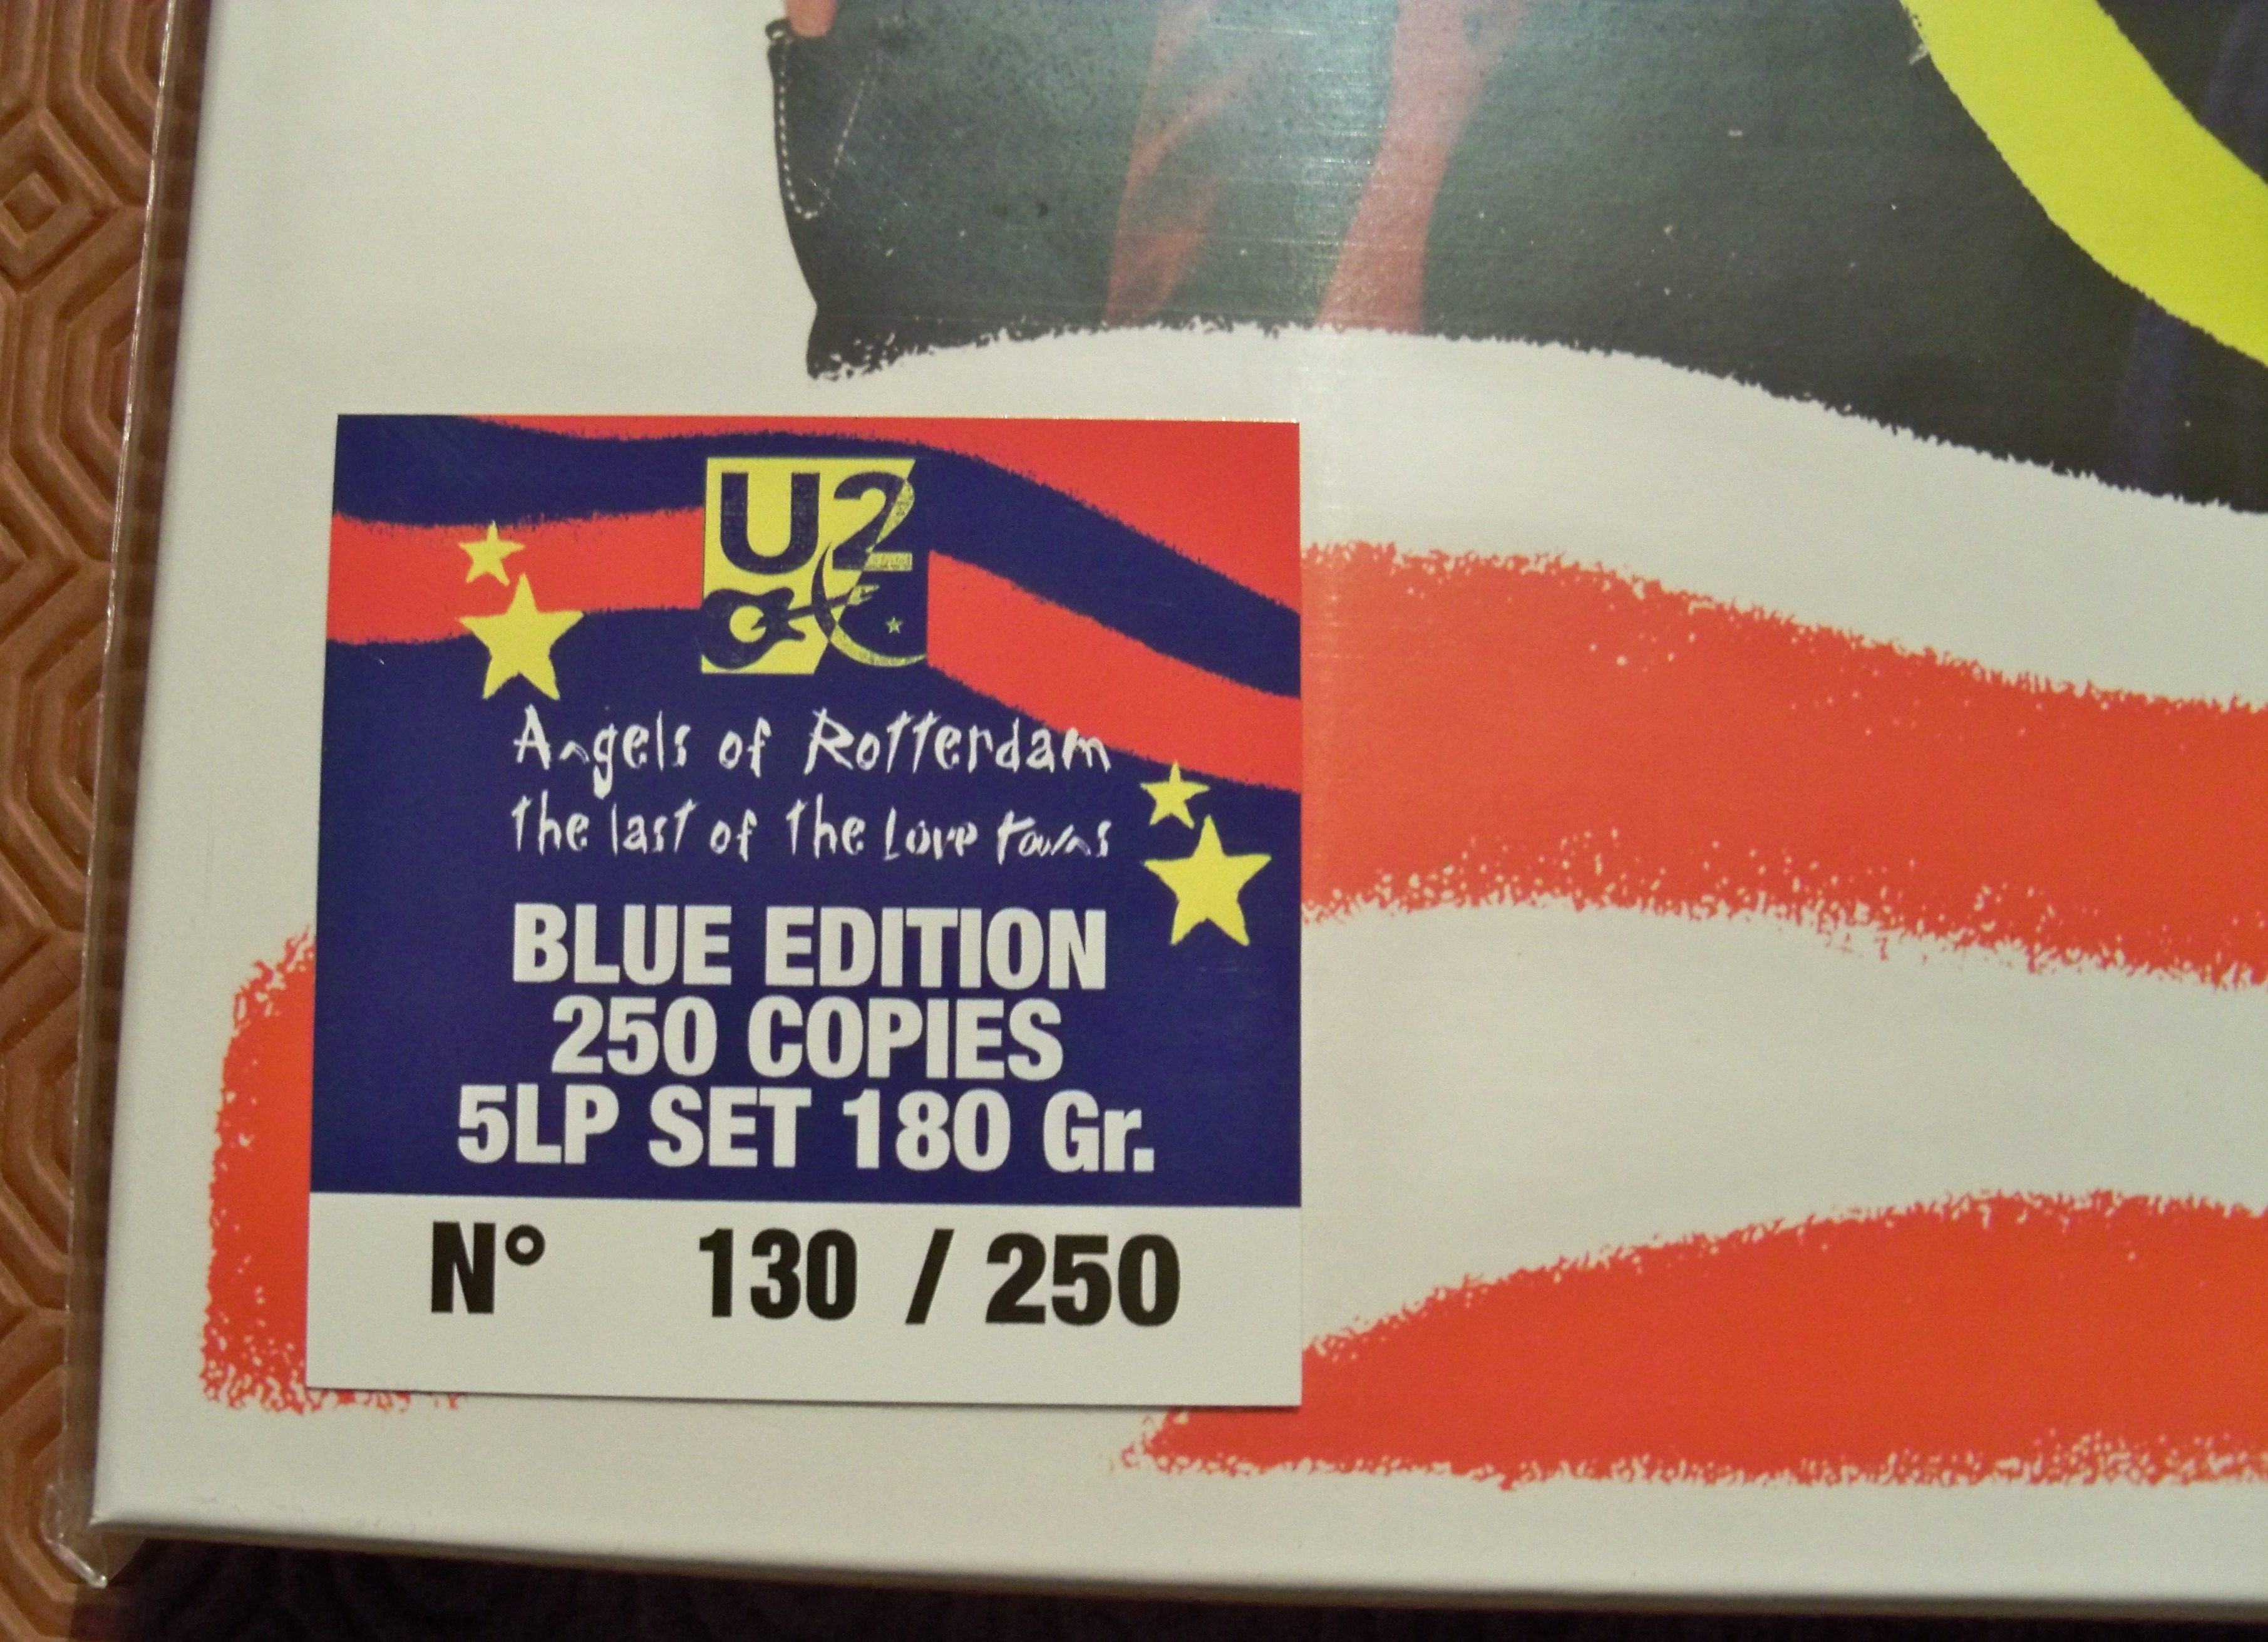 U2
Angels of Rotterdam
the last of the Love towns
BLUE EDITION
250 COPIES
5LP SET 180 Gr.
N° 130 / 250